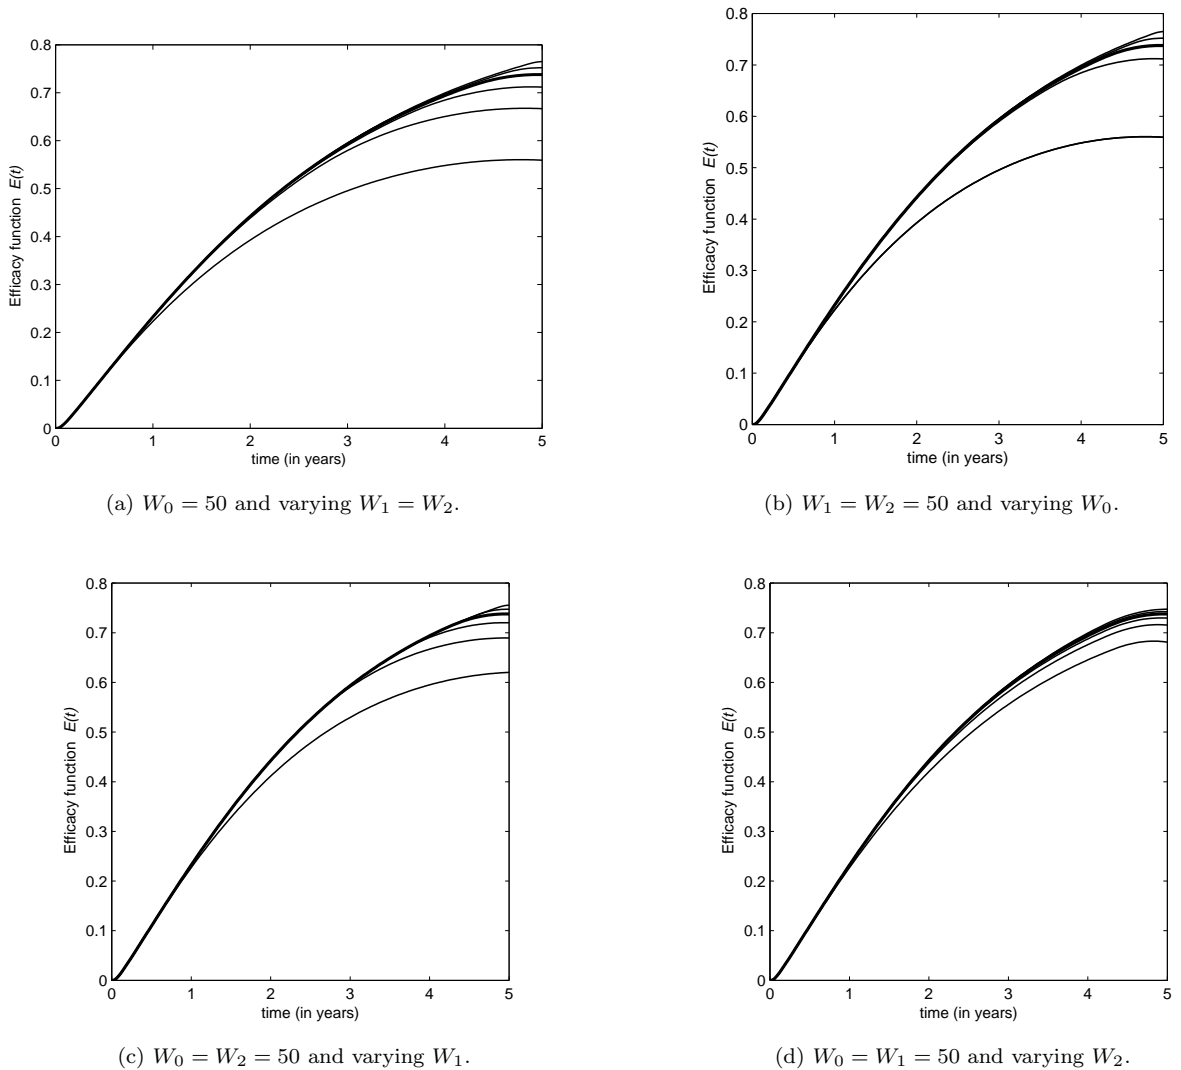 0.8
0.7
0.6
0.5
0.4
0.3
0.2
0.1
0
Efficacy function E(t)
0 1 2 3 4 5
time (in years)
(a) W₀ = 50 and varying W₁ = W₂.
0.8
0.7
0.6
0.5
0.4
0.3
0.2
0.1
0
Efficacy function E(t)
0 1 2 3 4 5
time (in years)
(b) W₁ = W₂ = 50 and varying W₀.
0.8
0.7
0.6
0.5
0.4
0.3
0.2
0.1
0
Efficacy function E(t)
0 1 2 3 4 5
time (in years)
(c) W₀ = W₂ = 50 and varying W₁.
0.8
0.7
0.6
0.5
0.4
0.3
0.2
0.1
0
Efficacy function E(t)
0 1 2 3 4 5
time (in years)
(d) W₀ = W₁ = 50 and varying W₂.